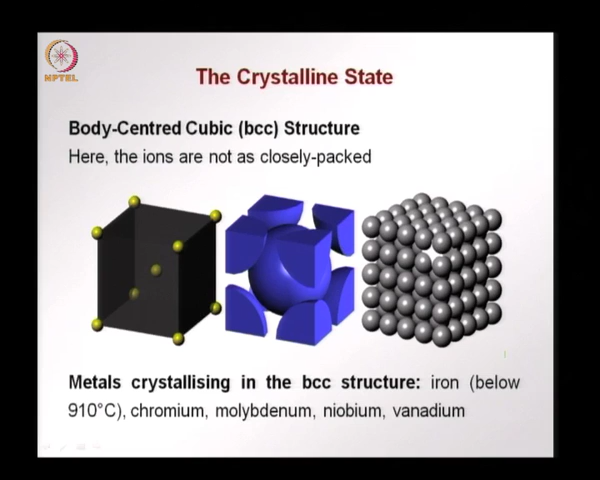 NPTEL
The Crystalline State
Body-Centred Cubic (bcc) Structure
Here, the ions are not as closely-packed
Metals crystallising in the bcc structure: iron (below
910°C), chromium, molybdenum, niobium, vanadium